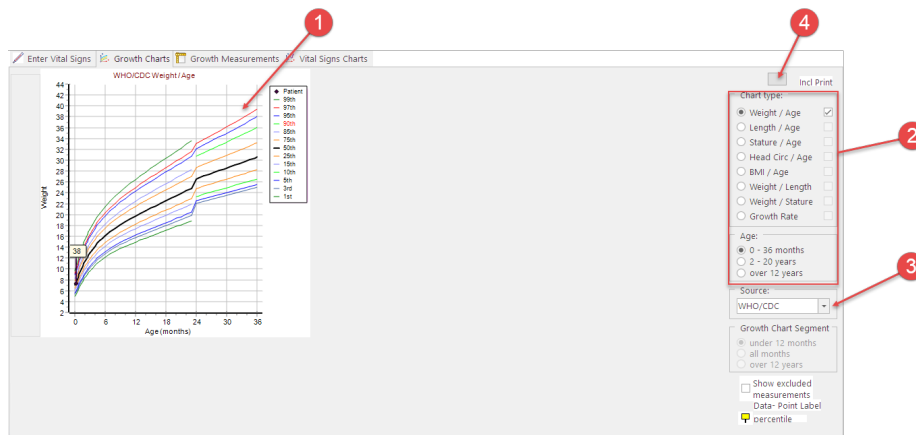 1
4
Enter Vital Signs
Growth Charts
Growth Measurements
Vital Signs Charts
WHO/CDC Weight / Age
44
42
40
38
36
34
32
30
28
26
24
22
20
18
16
14
12
10
8
6
4
2
Weight
38
0 6 12 18 24 30 36
Age (months)
Patient
99th
97th
95th
90th
85th
75th
50th
25th
15th
10th
5th
3rd
1st
Incl Print
Chart type:
Weight / Age
Length / Age
Stature / Age
Head Circ / Age
BMI / Age
Weight / Length
Weight / Stature
Growth Rate
2
Age:
0 - 36 months
2 - 20 years
over 12 years
3
Source:
WHO/CDC
Growth Chart Segment
under 12 months
all months
over 12 years
Show excluded
measurements
Data- Point Label
percentile